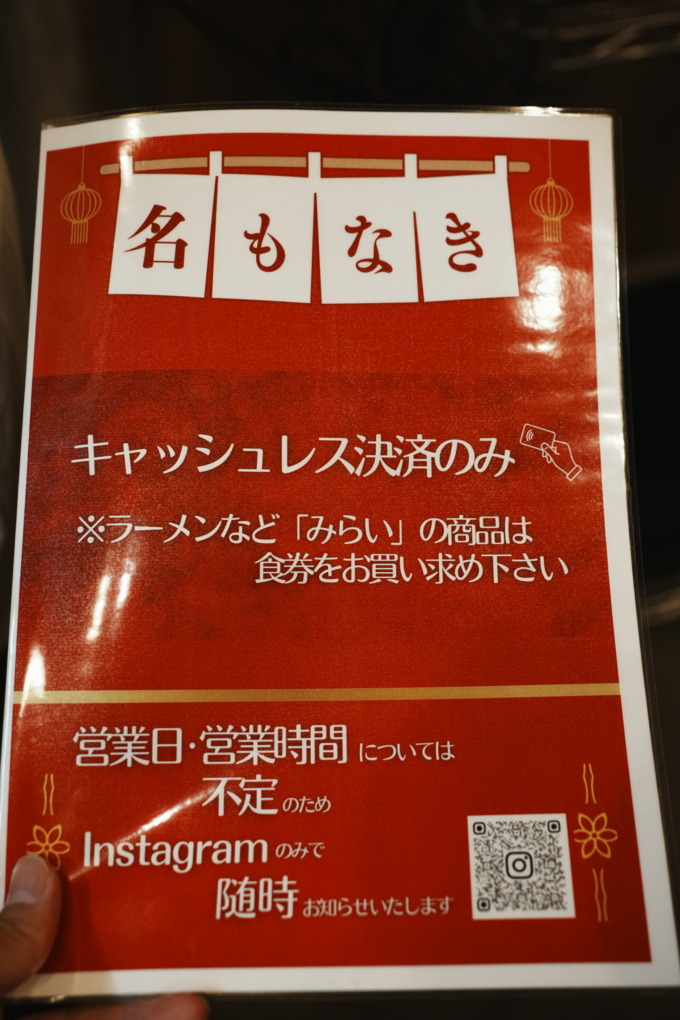 名もなき
キャッシュレス決済のみ
※ラーメンなど「みらい」の商品は
食券をお買い求め下さい
営業日・営業時間については
不定のため
Instagramのみで
随時お知らせいたします